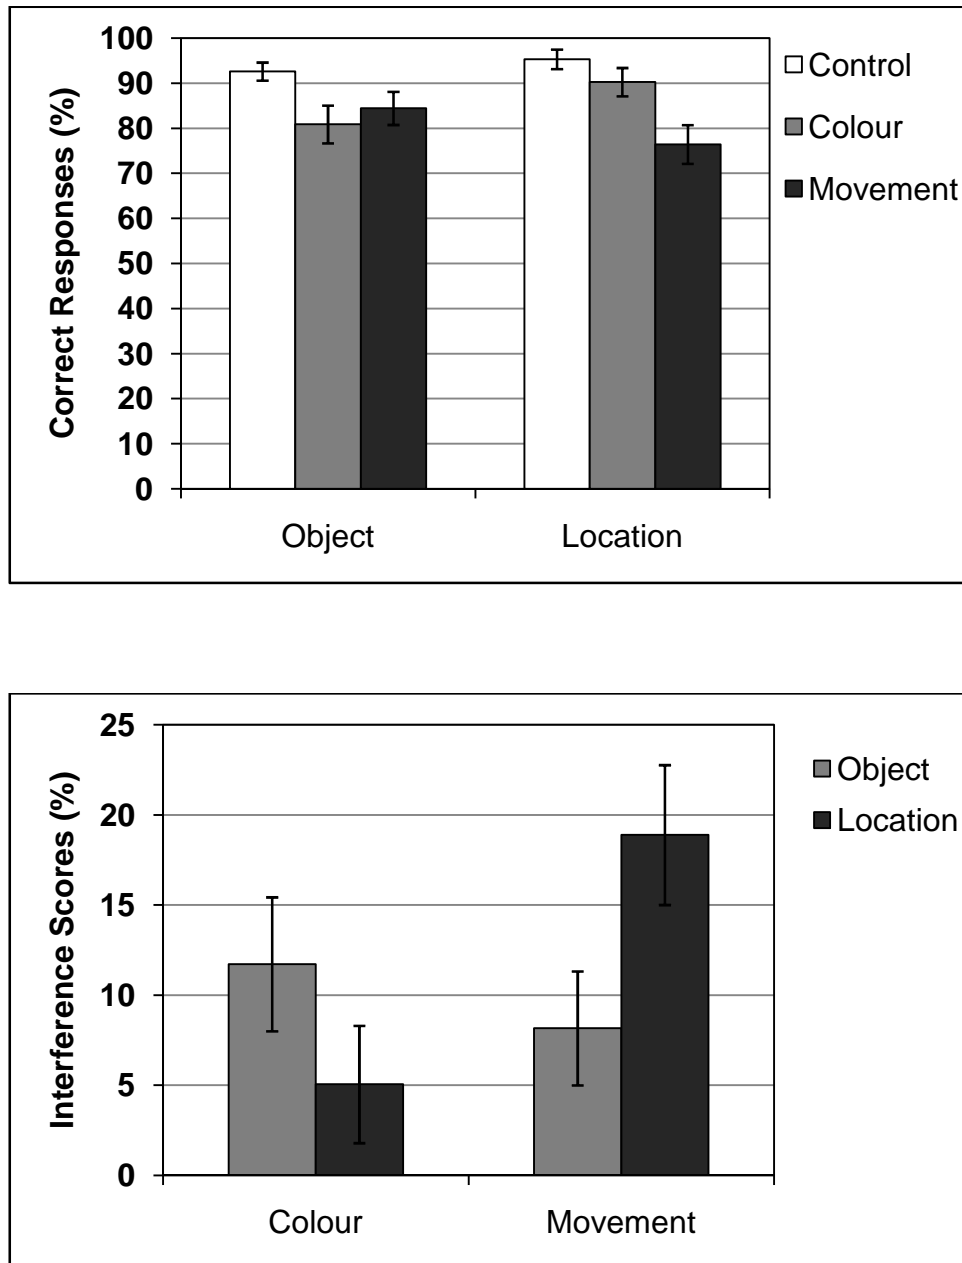 Correct Responses (%)
100
90
80
70
60
50
40
30
20
10
0
Object
Location
Control
Colour
Movement
Interference Scores (%)
25
20
15
10
5
0
Colour
Movement
Object
Location